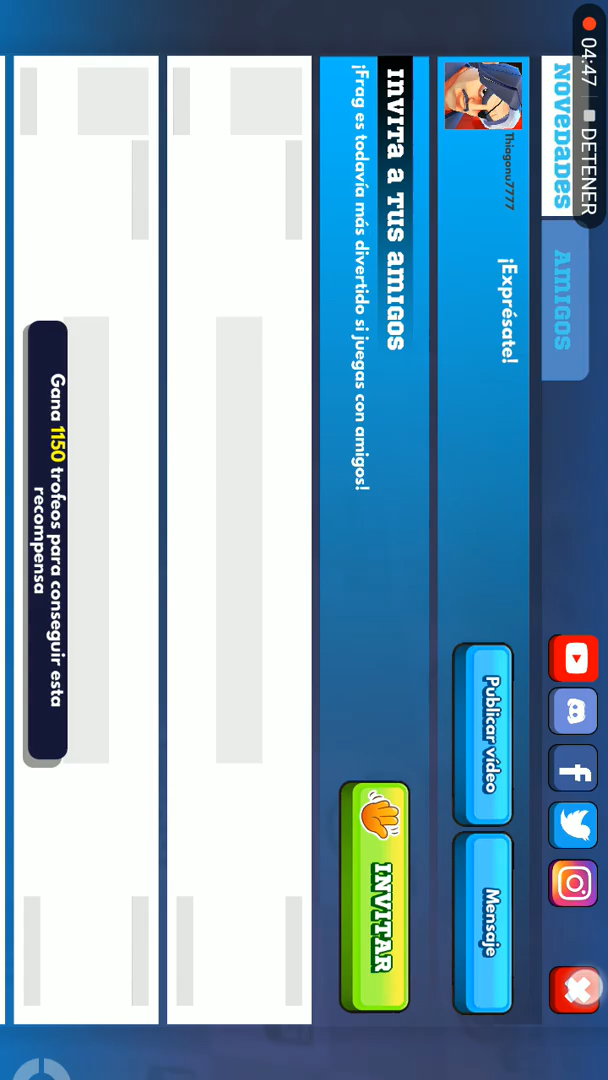 04:47 DETENER
NOVEDADES
AMIGOS
Thiagonu7777
¡Exprésate!
Publicar vídeo
Mensaje
INVITA A TUS AMIGOS
¡Frag es todavía más divertido si juegas con amigos!
INVITAR
Gana 1150 trofeos para conseguir esta
recompensa